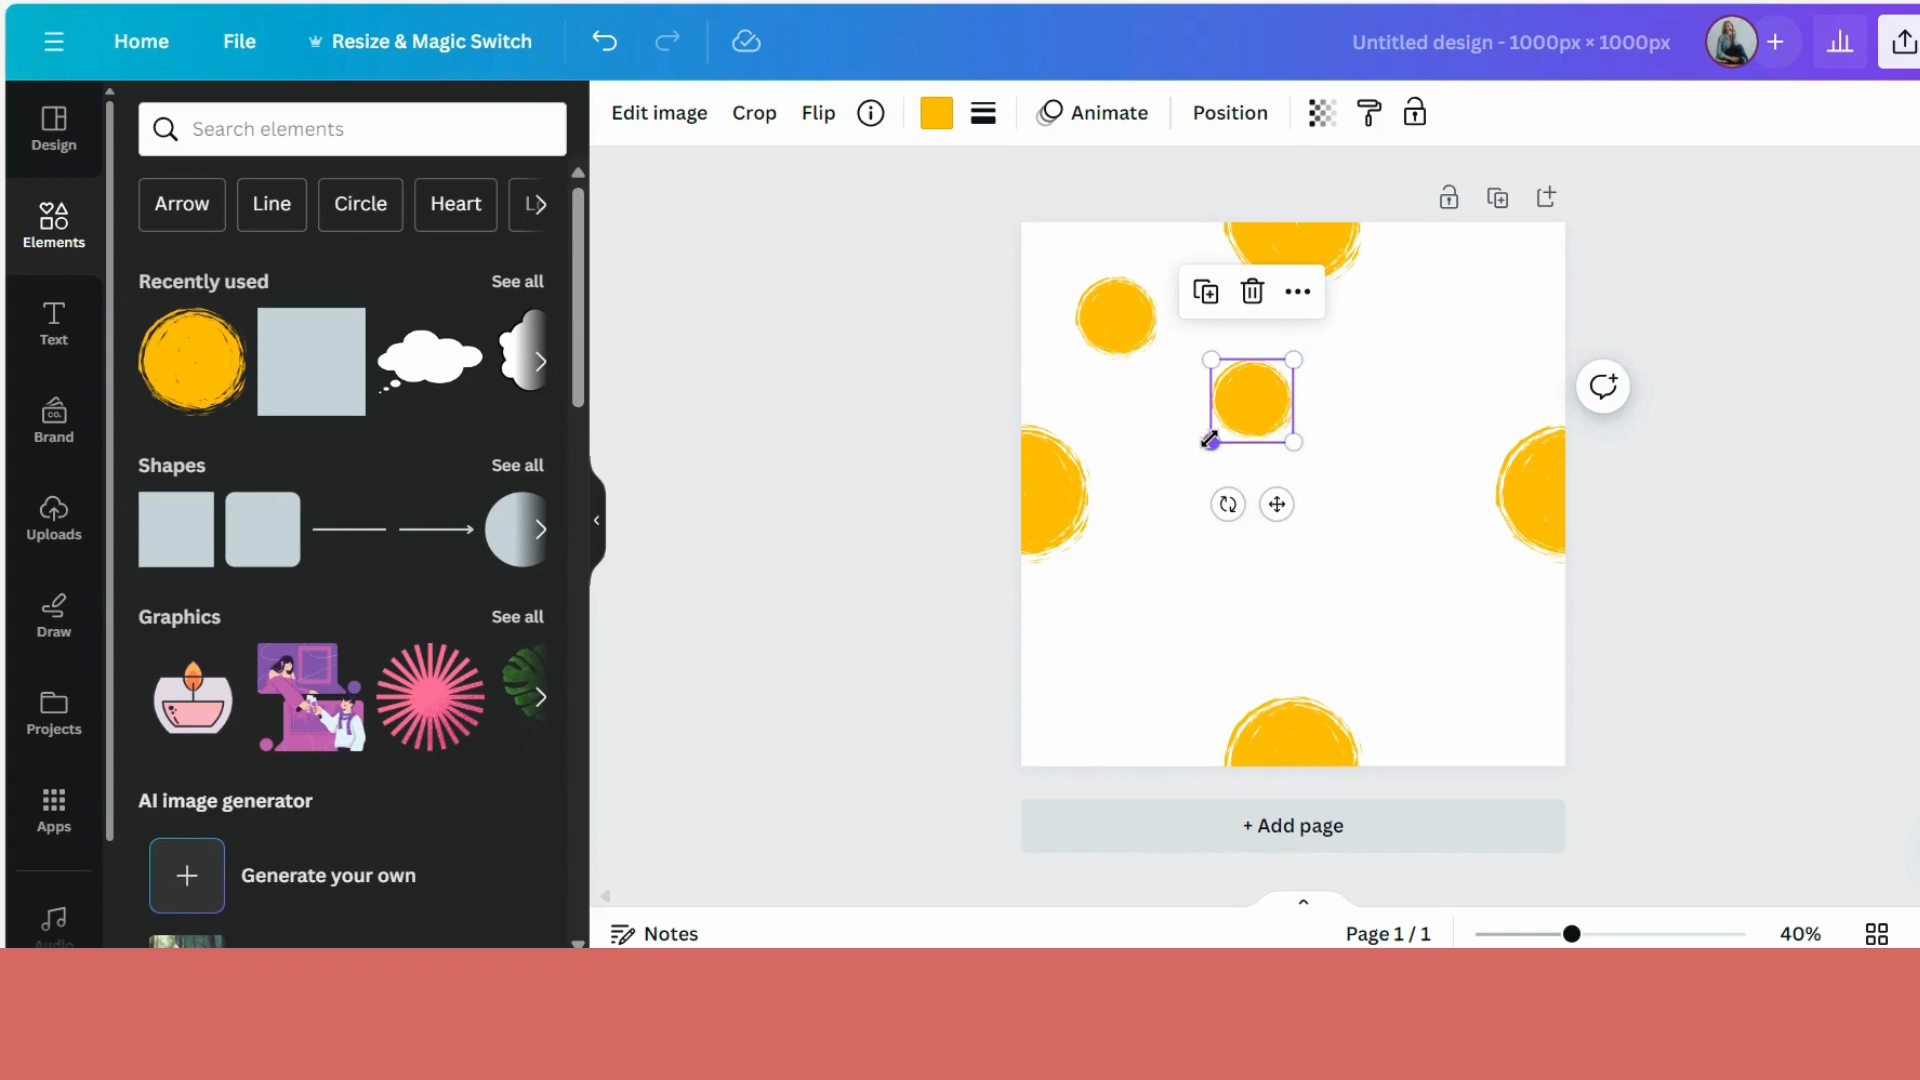 Home
File
Resize & Magic Switch
Untitled design - 1000px × 1000px
Design
Elements
Text
Brand
CO.
Uploads
Draw
Projects
Apps
Audio
Search elements
Arrow
Line
Circle
Heart
Recently used
See all
Shapes
See all
Graphics
See all
AI image generator
Generate your own
Edit image
Crop
Flip
Animate
Position
+ Add page
Notes
Page 1 / 1
40%